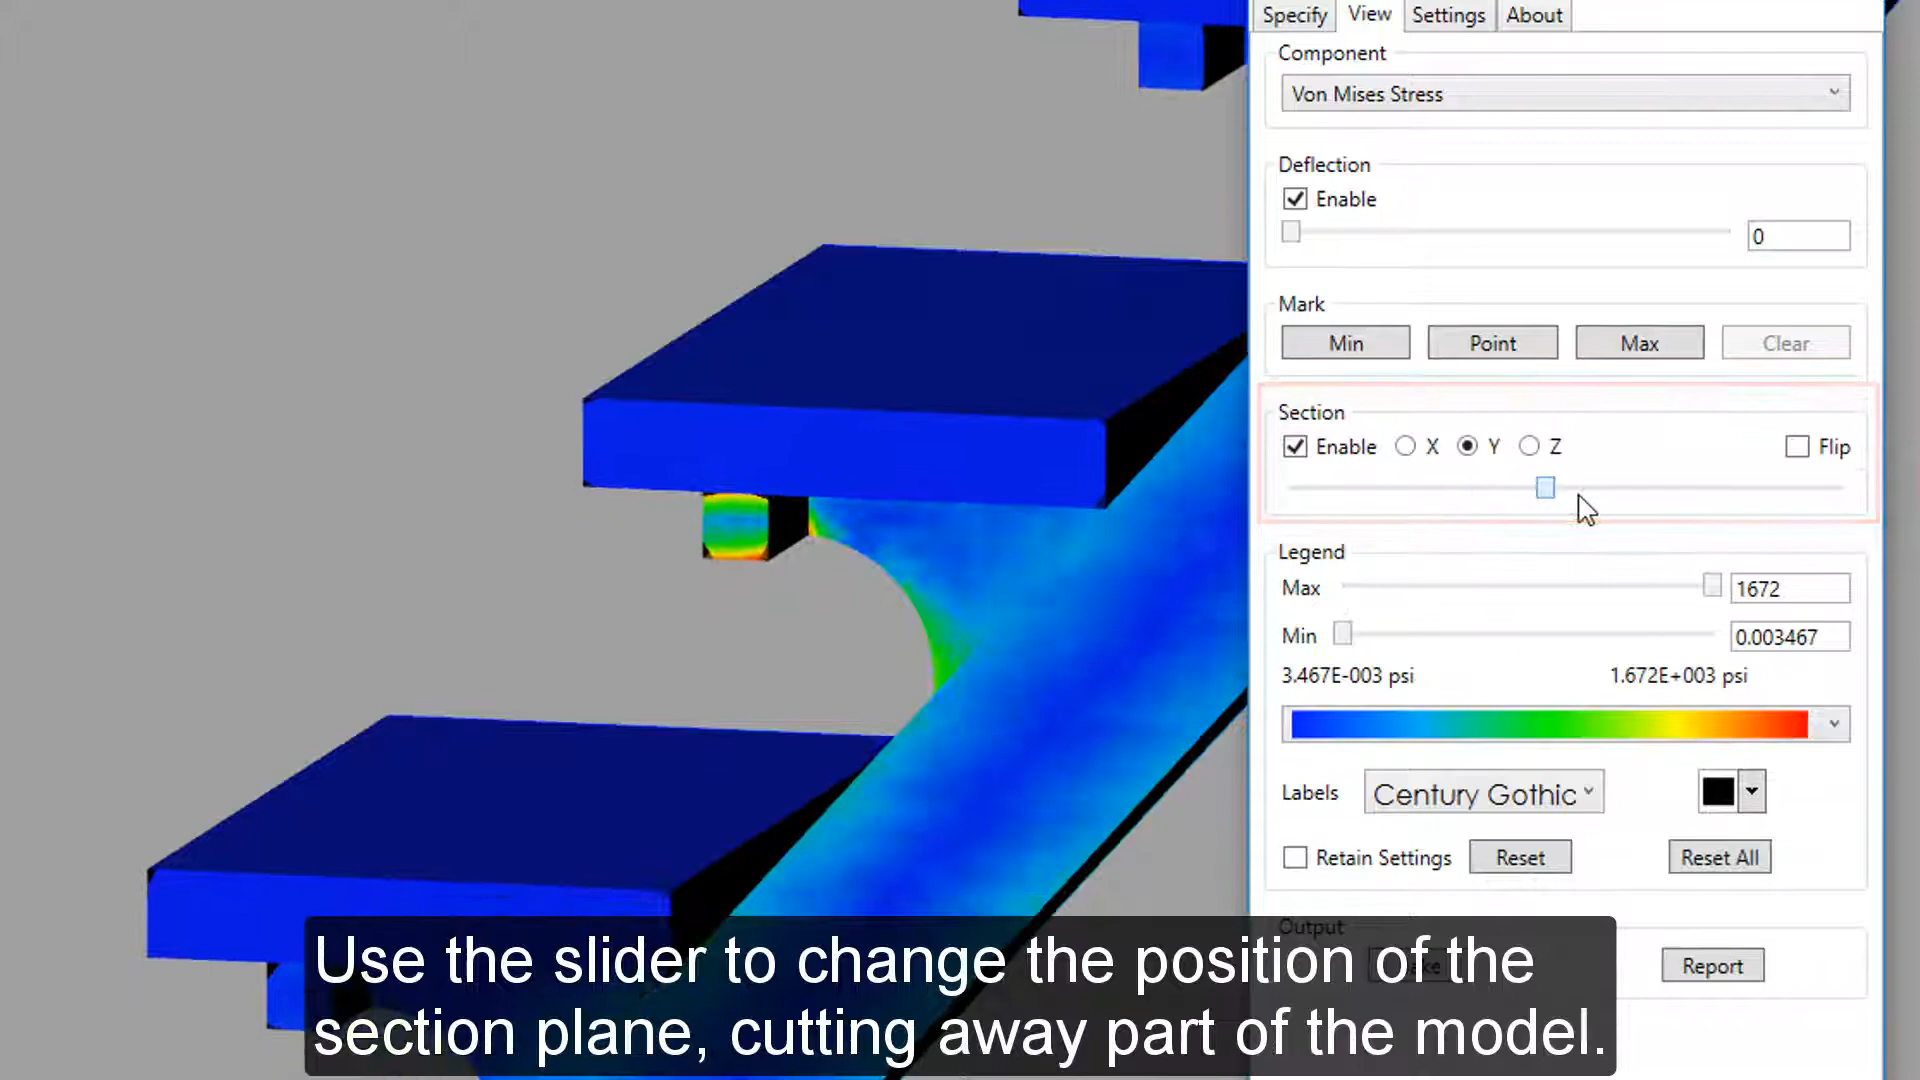 Specify View Settings About
Component
Von Mises Stress
Deflection
Enable
0
Mark
Min Point Max Clear
Section
Enable X Y Z Flip
Legend
Max 1672
Min 0.003467
3.467E-003 psi 1.672E+003 psi
Labels Century Gothic
Retain Settings Reset Reset All
Output
Report
Use the slider to change the position of the
section plane, cutting away part of the model.